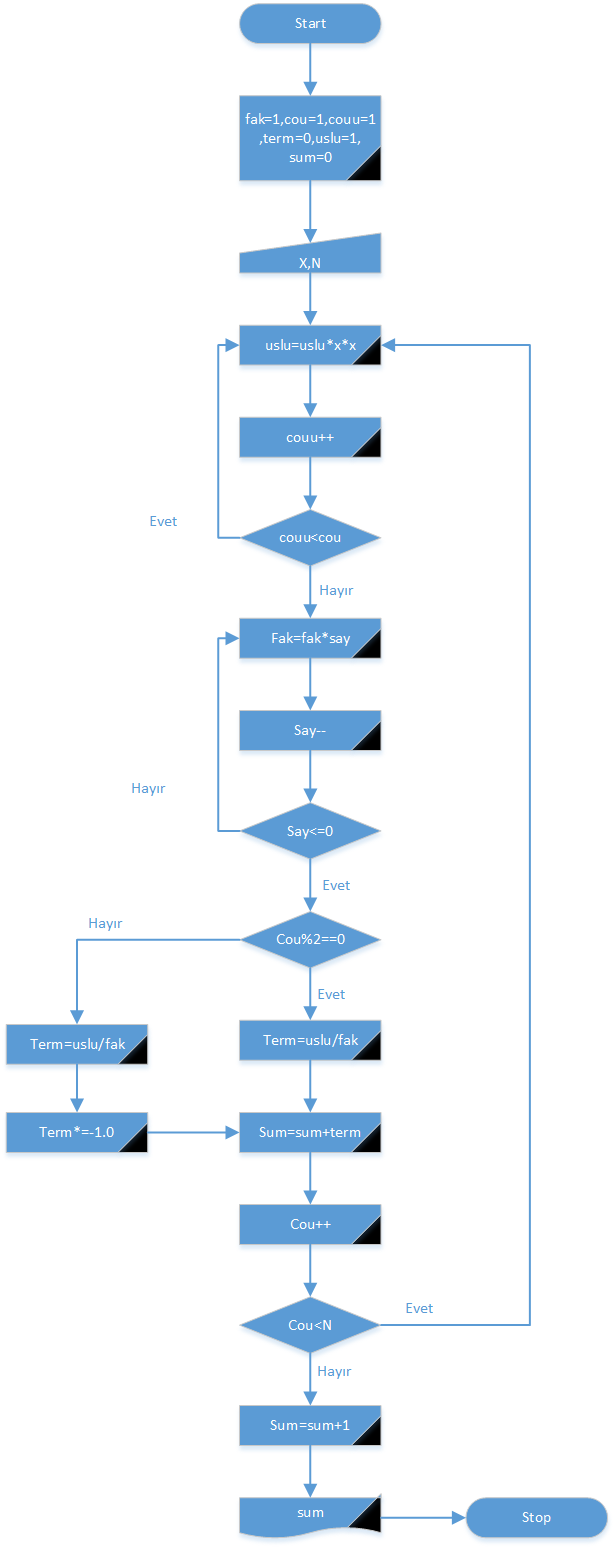 Start
fak=1,cou=1,couu=1
,term=0,uslu=1,
sum=0
X,N
uslu=uslu*x*x
couu++
Evet
couu<cou
Hayır
Fak=fak*say
Say--
Hayır
Say<=0
Evet
Hayır
Cou%2==0
Evet
Term=uslu/fak
Term=uslu/fak
Term*=-1.0
Sum=sum+term
Cou++
Cou<N
Evet
Hayır
Sum=sum+1
sum
Stop